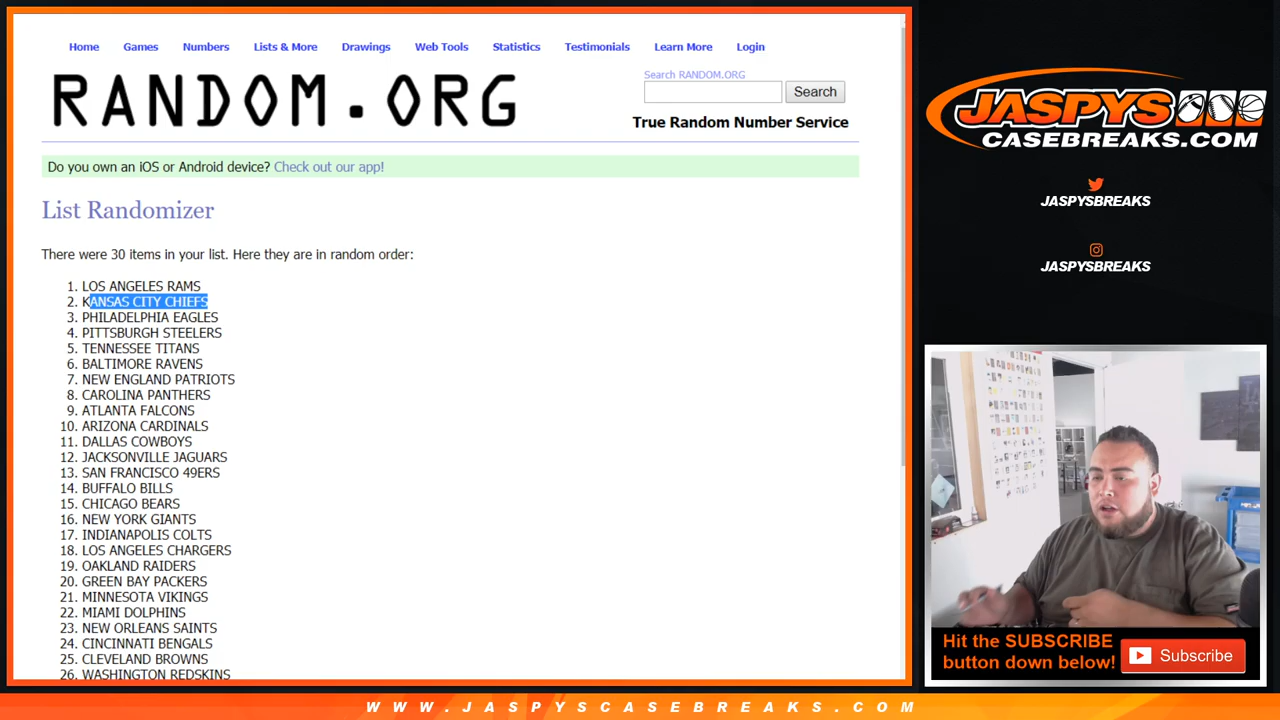 Home Games Numbers Lists & More Drawings Web Tools Statistics Testimonials Learn More Login
RANDOM.ORG
Search RANDOM.ORG
Search
True Random Number Service
Do you own an iOS or Android device? Check out our app!
List Randomizer
There were 30 items in your list. Here they are in random order:
1. LOS ANGELES RAMS
2. KANSAS CITY CHIEFS
3. PHILADELPHIA EAGLES
4. PITTSBURGH STEELERS
5. TENNESSEE TITANS
6. BALTIMORE RAVENS
7. NEW ENGLAND PATRIOTS
8. CAROLINA PANTHERS
9. ATLANTA FALCONS
10. ARIZONA CARDINALS
11. DALLAS COWBOYS
12. JACKSONVILLE JAGUARS
13. SAN FRANCISCO 49ERS
14. BUFFALO BILLS
15. CHICAGO BEARS
16. NEW YORK GIANTS
17. INDIANAPOLIS COLTS
18. LOS ANGELES CHARGERS
19. OAKLAND RAIDERS
20. GREEN BAY PACKERS
21. MINNESOTA VIKINGS
22. MIAMI DOLPHINS
23. NEW ORLEANS SAINTS
24. CINCINNATI BENGALS
25. CLEVELAND BROWNS
26. WASHINGTON REDSKINS
JASPYS
CASEBREAKS.COM
JASPYSBREAKS
JASPYSBREAKS
Hit the SUBSCRIBE
button down below!
Subscribe
WWW.JASPYSCASEBREAKS.COM